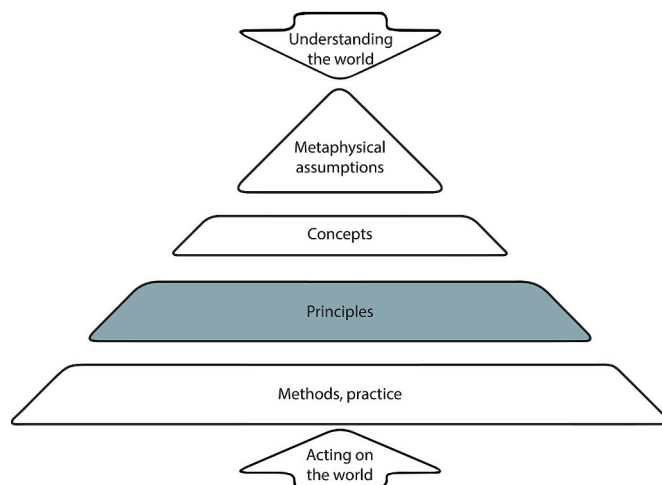 Understanding
the world
Metaphysical
assumptions
Concepts
Principles
Methods, practice
Acting on
the world